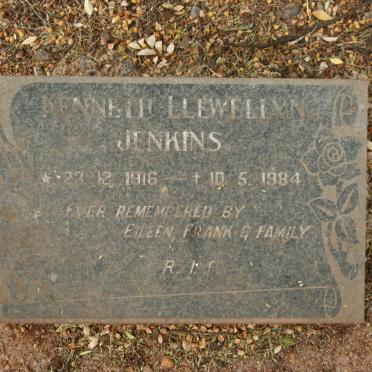 KENNETH LLEWELLYN
JENKINS
* 23. 12. 1916 — + 10. 5. 1984
EVER REMEMBERED BY
EILEEN, FRANK & FAMILY
R.I.P.